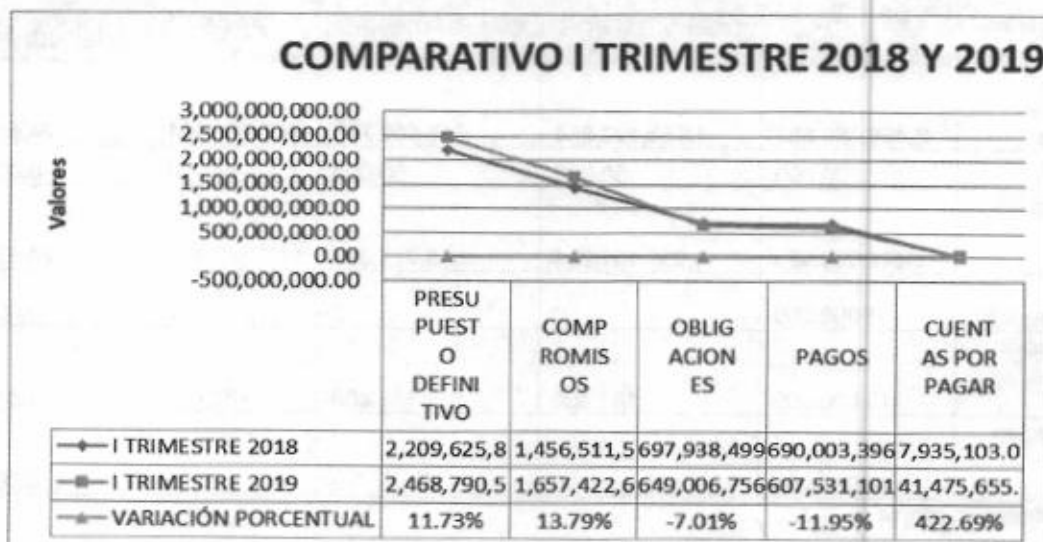 COMPARATIVO I TRIMESTRE 2018 Y 2019
Valores
3,000,000,000.00
2,500,000,000.00
2,000,000,000.00
1,500,000,000.00
1,000,000,000.00
500,000,000.00
0.00
-500,000,000.00
PRESU
PUEST
O
DEFINI
TIVO
COMP
ROMIS
OS
OBLIG
ACION
ES
PAGOS
CUENT
AS POR
PAGAR
I TRIMESTRE 2018 2,209,625,8 1,456,511,5 697,938,499 690,003,396 7,935,103.0
I TRIMESTRE 2019 2,468,790,5 1,657,422,6 649,006,756 607,531,101 41,475,655.
VARIACIÓN PORCENTUAL 11.73% 13.79% -7.01% -11.95% 422.69%